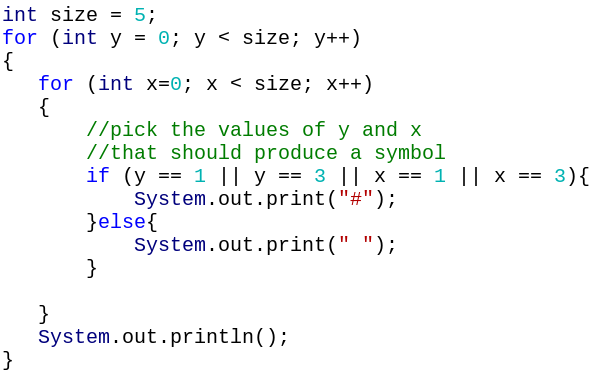 int size = 5;
for (int y = 0; y < size; y++)
{
   for (int x=0; x < size; x++)
   {
       //pick the values of y and x
       //that should produce a symbol
       if (y == 1 || y == 3 || x == 1 || x == 3){
           System.out.print("#");
       }else{
           System.out.print(" ");
       }

   }
   System.out.println();
}